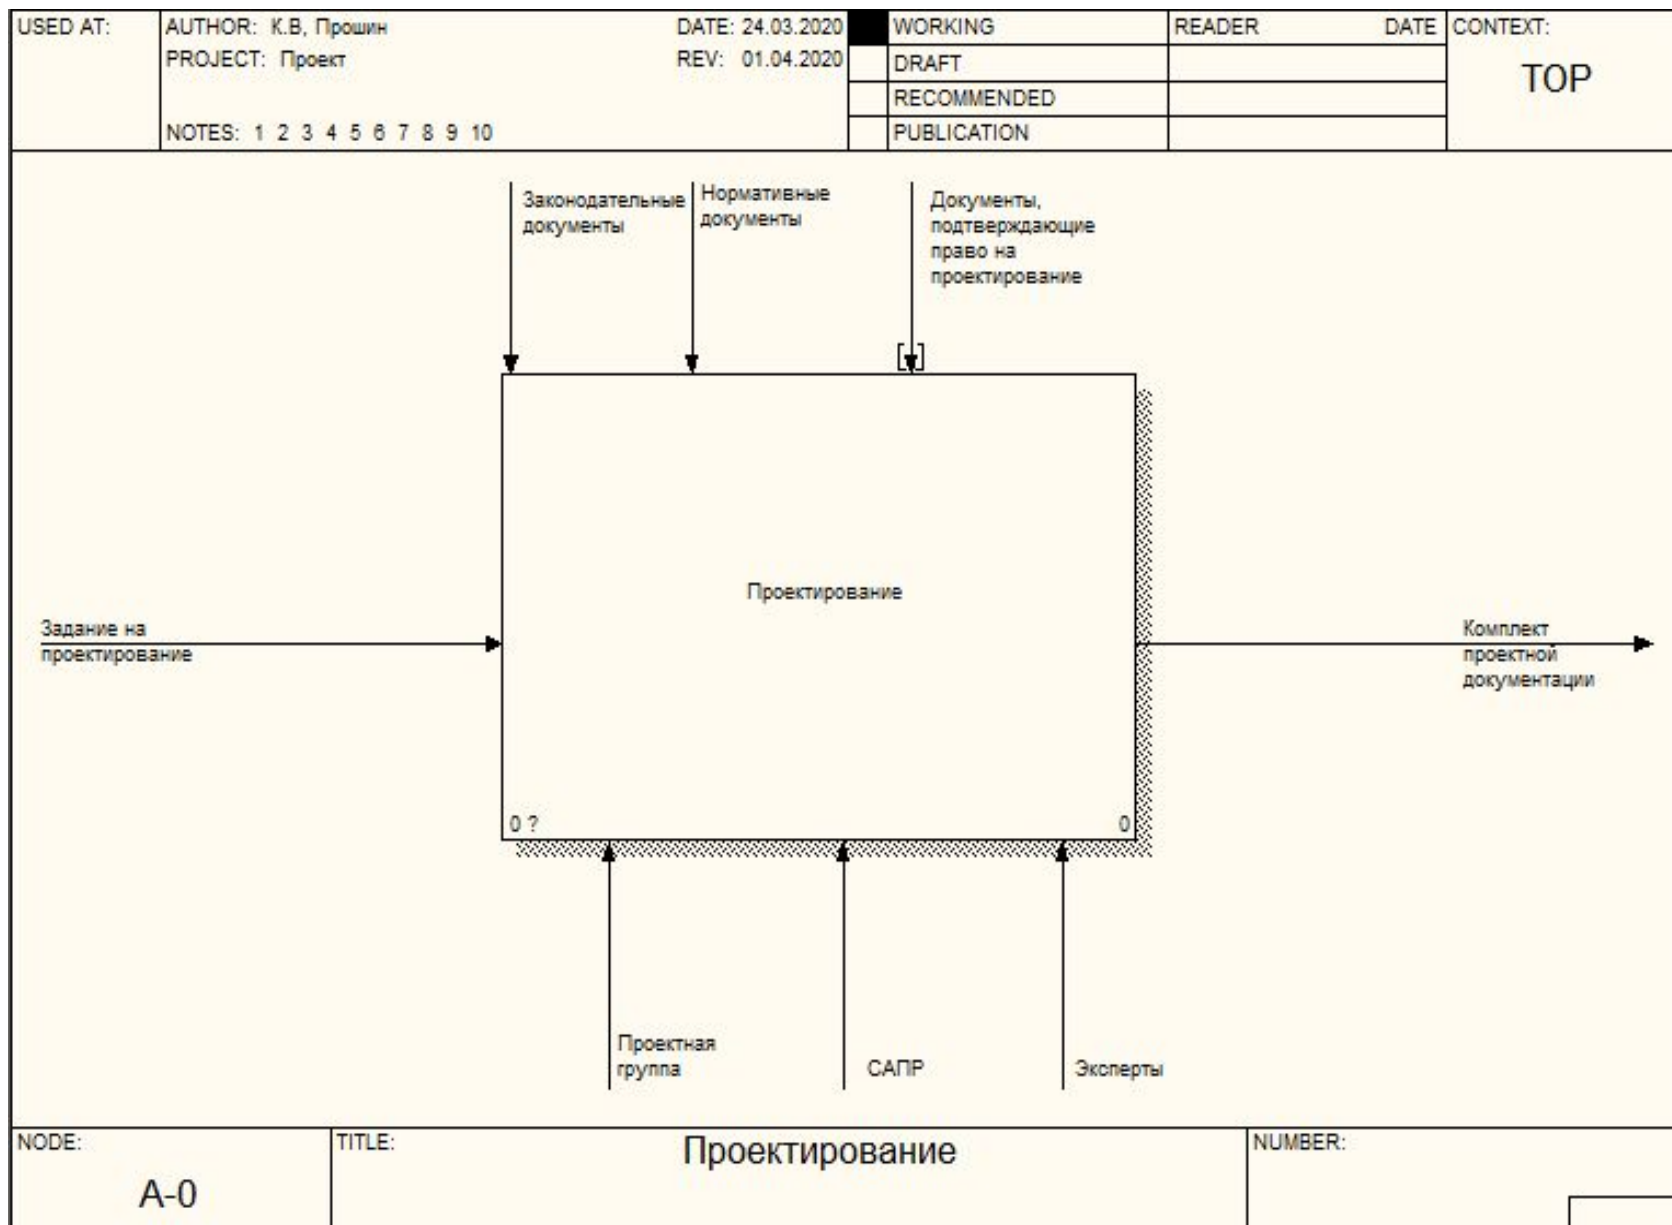 USED AT:
AUTHOR: К.В, Прошин
DATE: 24.03.2020
WORKING
READER
DATE
CONTEXT:
PROJECT: Проект
REV: 01.04.2020
DRAFT
TOP
RECOMMENDED
NOTES: 1 2 3 4 5 6 7 8 9 10
PUBLICATION
Законодательные
документы
Нормативные
документы
Документы,
подтверждающие
право на
проектирование
Проектирование
Задание на
проектирование
Комплект
проектной
документации
0 ?
0
Проектная
группа
САПР
Эксперты
NODE:
A-0
TITLE:
Проектирование
NUMBER: